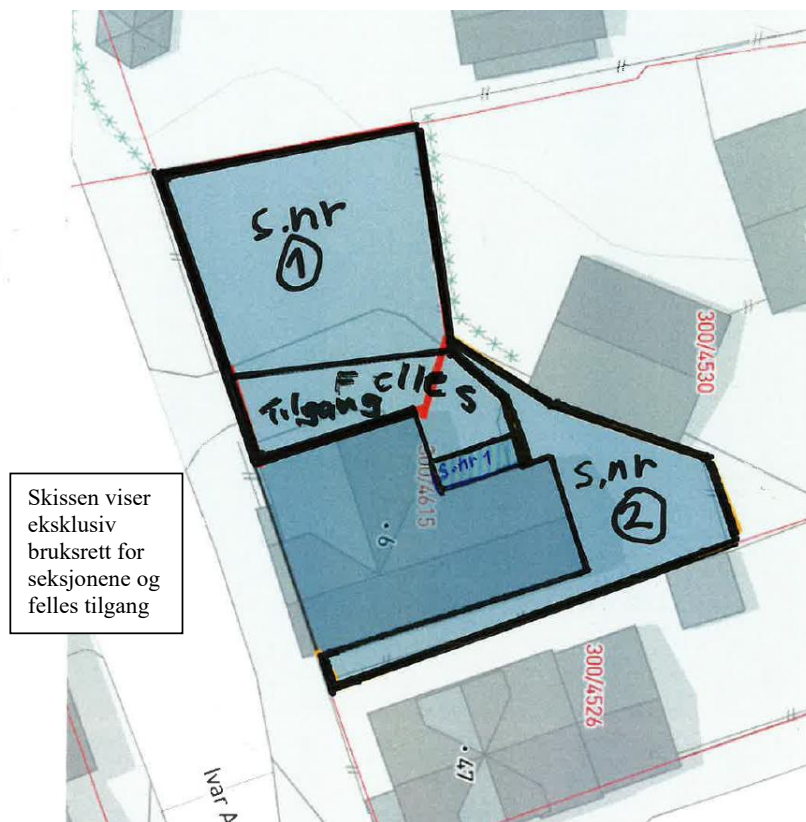 s.nr
1
Felles
Tilgang
s.nr 1
s.nr
2
300/4530
300/4615
6
Skissen viser
eksklusiv
bruksrett for
seksjonene og
felles tilgang
300/4526
47
Ivar A